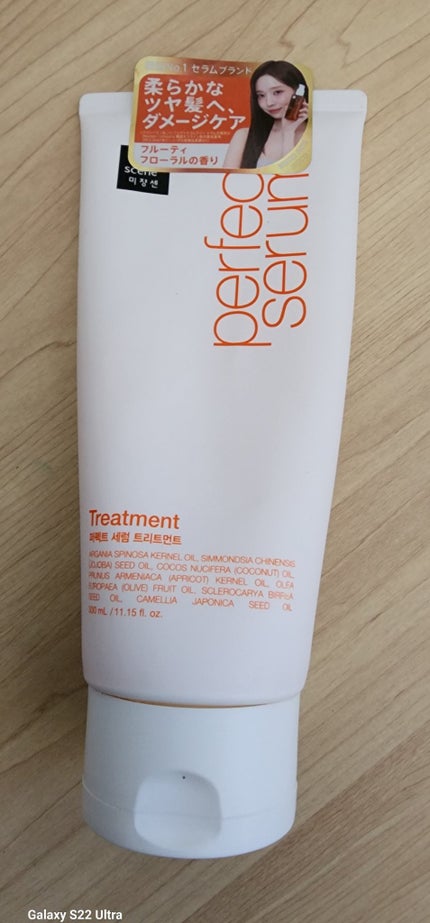 No 1 セラムブランド
柔らかな
ツヤ髪へ、
ダメージケア
フルーティ
フローラルの香り
scène
미장센
perfec
serum
Treatment
퍼펙트 세럼 트리트먼트
ARGANIA SPINOSA KERNEL OIL, SIMMONDSIA CHINENSIS
(JOJOBA) SEED OIL, COCOS NUCIFERA (COCONUT) OIL,
PRUNUS ARMENIACA (APRICOT) KERNEL OIL, OLEA
EUROPAEA (OLIVE) FRUIT OIL, SCLEROCARYA BIRREA
SEED OIL, CAMELLIA JAPONICA SEED OIL
330 mL / 11.15 fl. oz.
Galaxy S22 Ultra